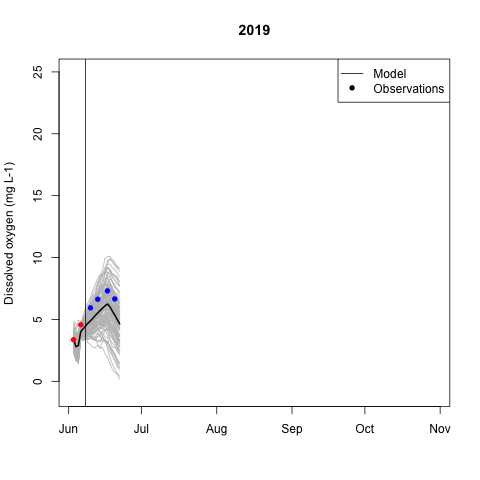 2019
Model
Observations
Dissolved oxygen (mg L-1)
25
20
15
10
5
0
Jun Jul Aug Sep Oct Nov